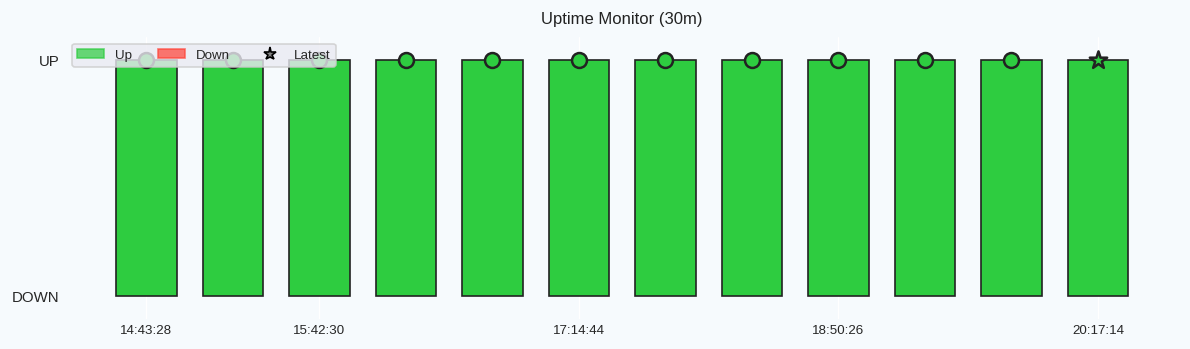 Uptime Monitor (30m)
Up Down Latest
UP
DOWN
14:43:28 15:42:30 17:14:44 18:50:26 20:17:14